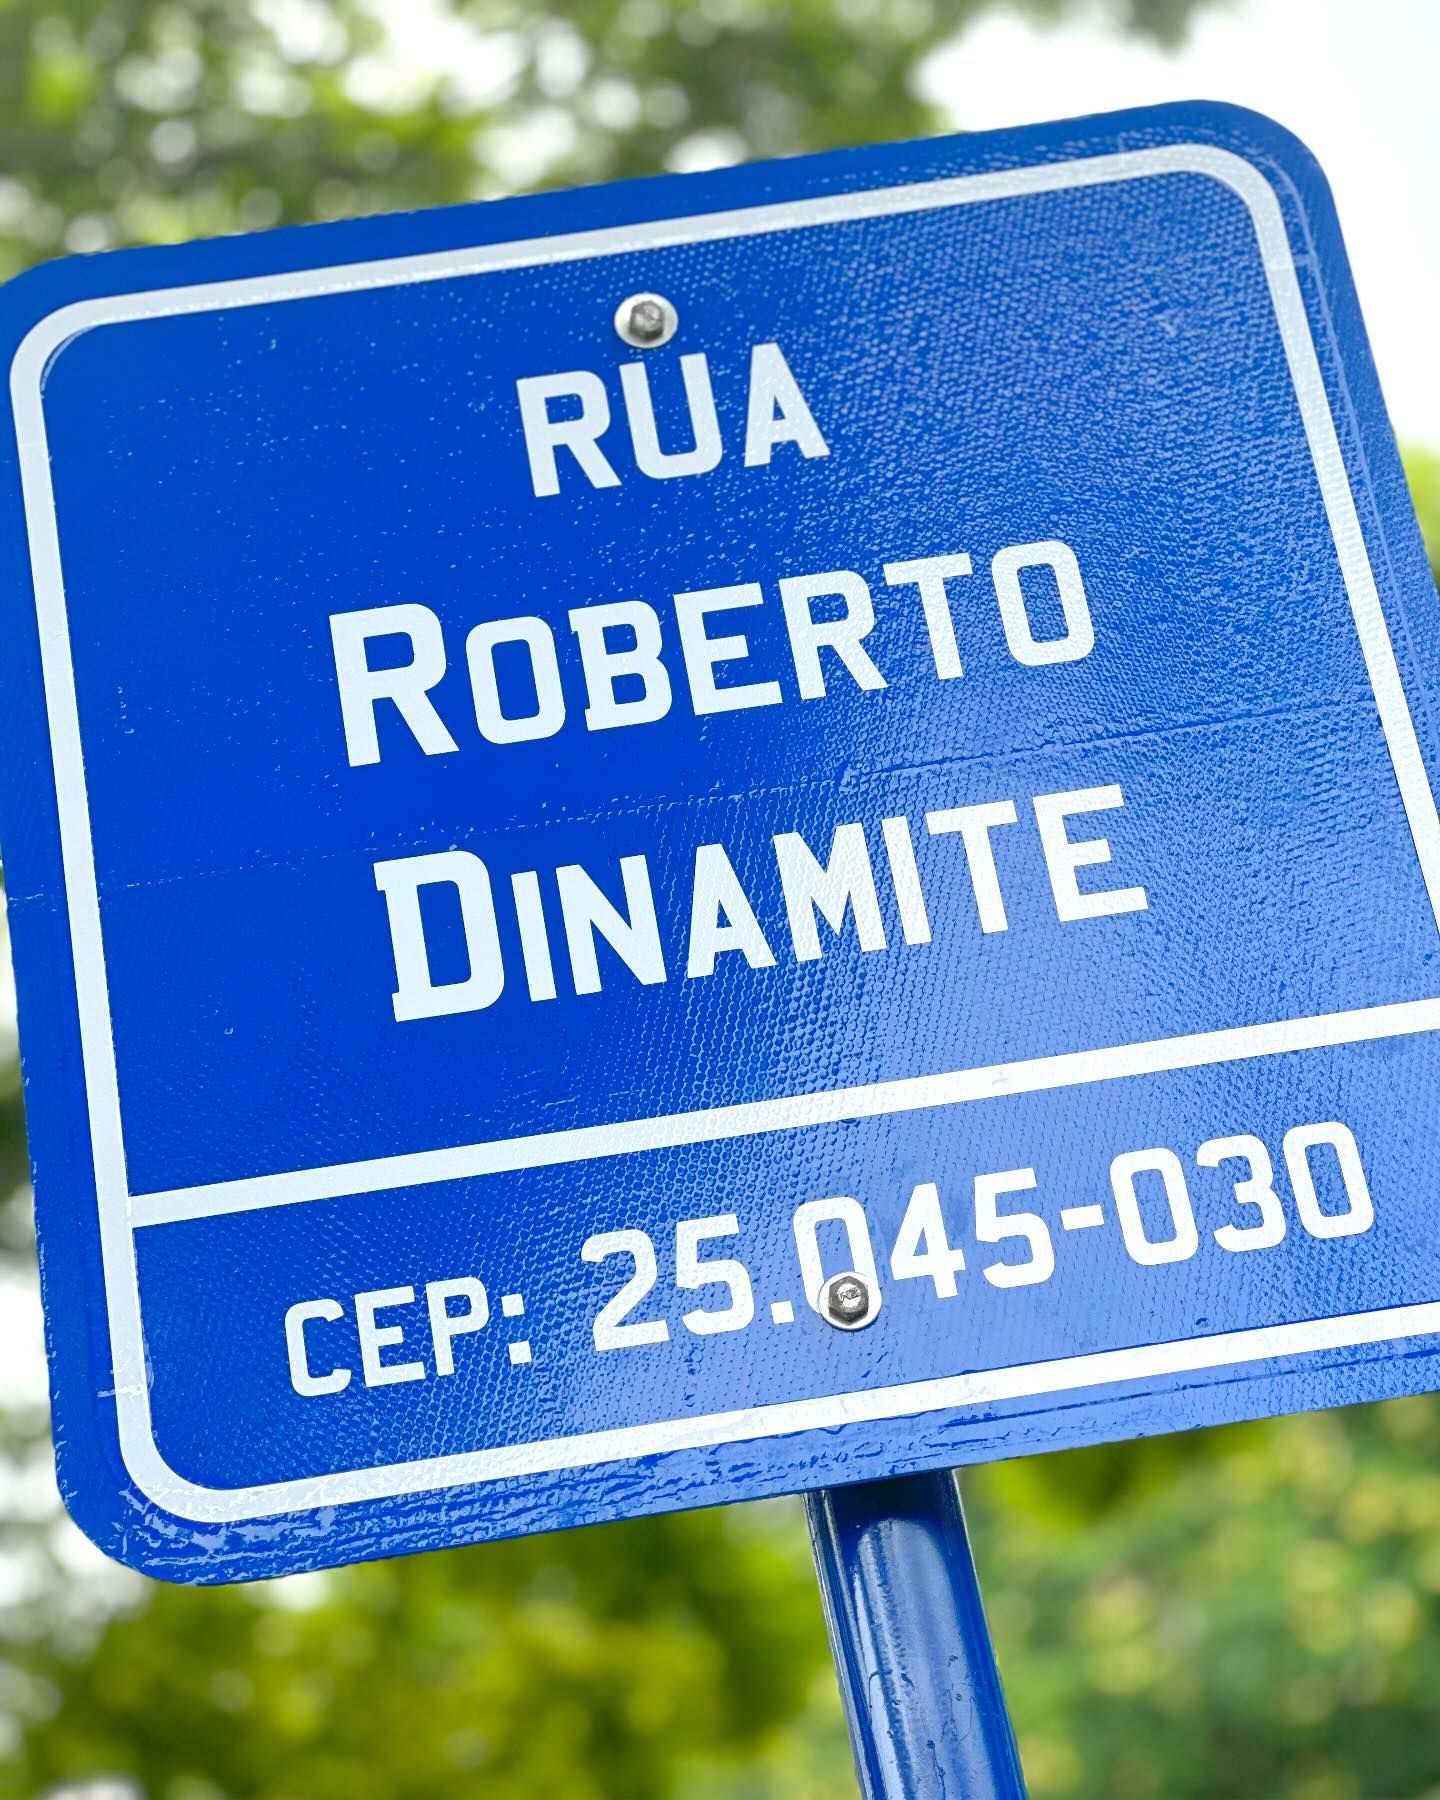 RUA
ROBERTO
DINAMITE
CEP: 25.045-030